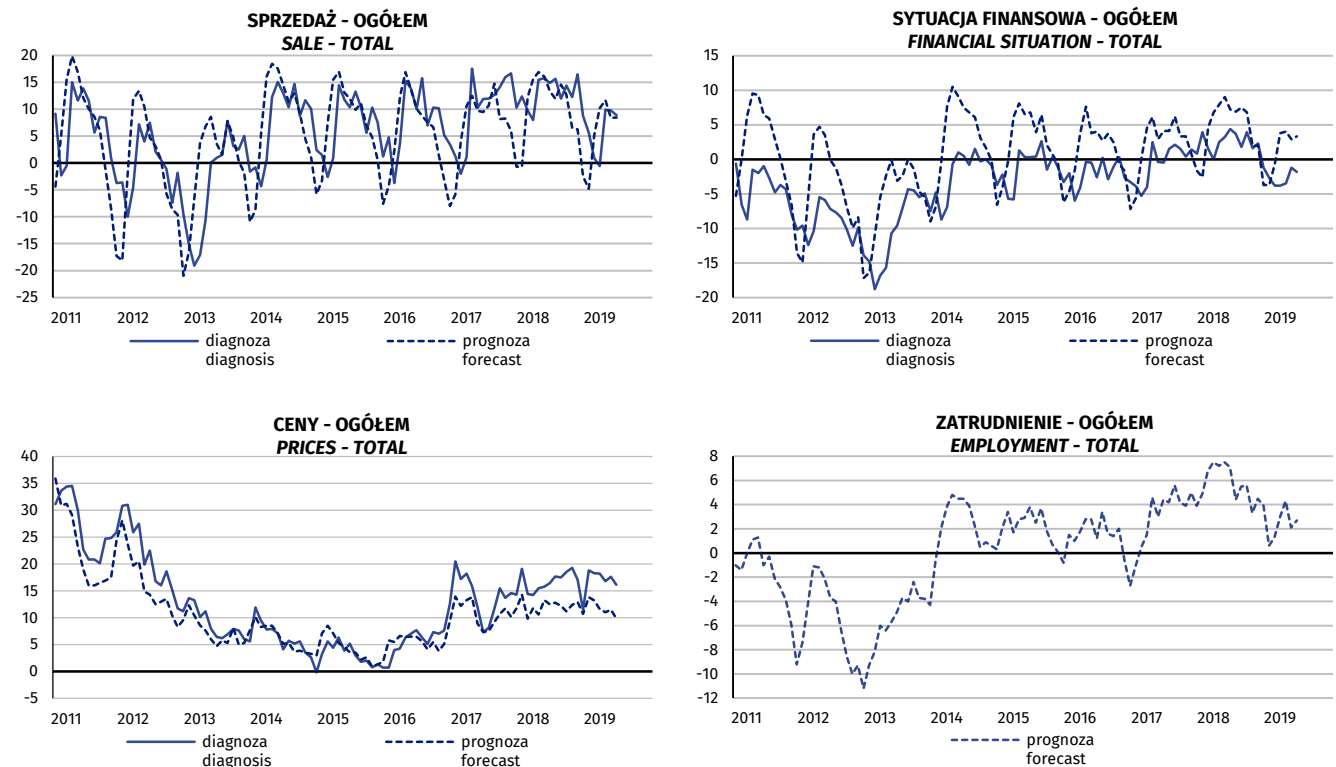 SPRZEDAŻ - OGÓŁEM
SALE - TOTAL
20
15
10
5
0
-5
-10
-15
-20
-25
2011 2012 2013 2014 2015 2016 2017 2018 2019
diagnoza
diagnosis
prognoza
forecast
SYTUACJA FINANSOWA - OGÓŁEM
FINANCIAL SITUATION - TOTAL
15
10
5
0
-5
-10
-15
-20
2011 2012 2013 2014 2015 2016 2017 2018 2019
diagnoza
diagnosis
prognoza
forecast
CENY - OGÓŁEM
PRICES - TOTAL
40
35
30
25
20
15
10
5
0
-5
2011 2012 2013 2014 2015 2016 2017 2018 2019
diagnoza
diagnosis
prognoza
forecast
ZATRUDNIENIE - OGÓŁEM
EMPLOYMENT - TOTAL
8
6
4
2
0
-2
-4
-6
-8
-10
-12
2011 2012 2013 2014 2015 2016 2017 2018 2019
prognoza
forecast